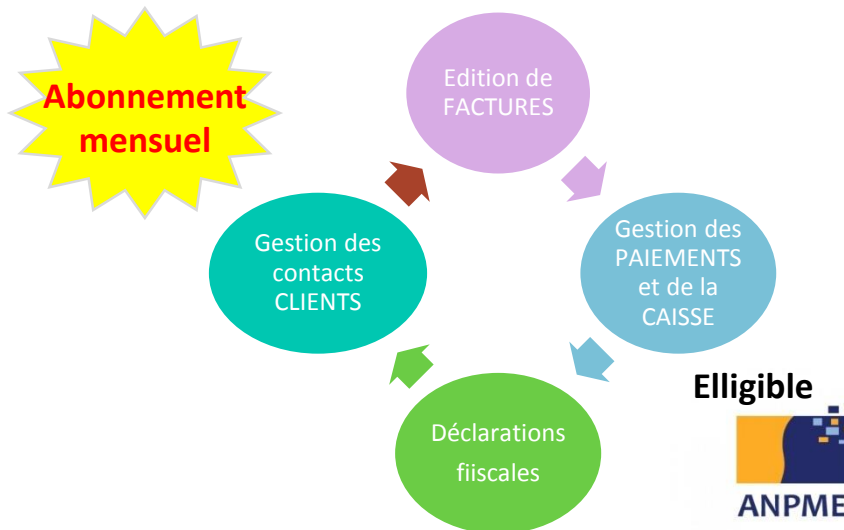 Abonnement
mensuel
Edition de
FACTURES
Gestion des
PAIEMENTS
et de la
CAISSE
Gestion des
contacts
CLIENTS
Déclarations
fiiscales
Elligible
ANPME